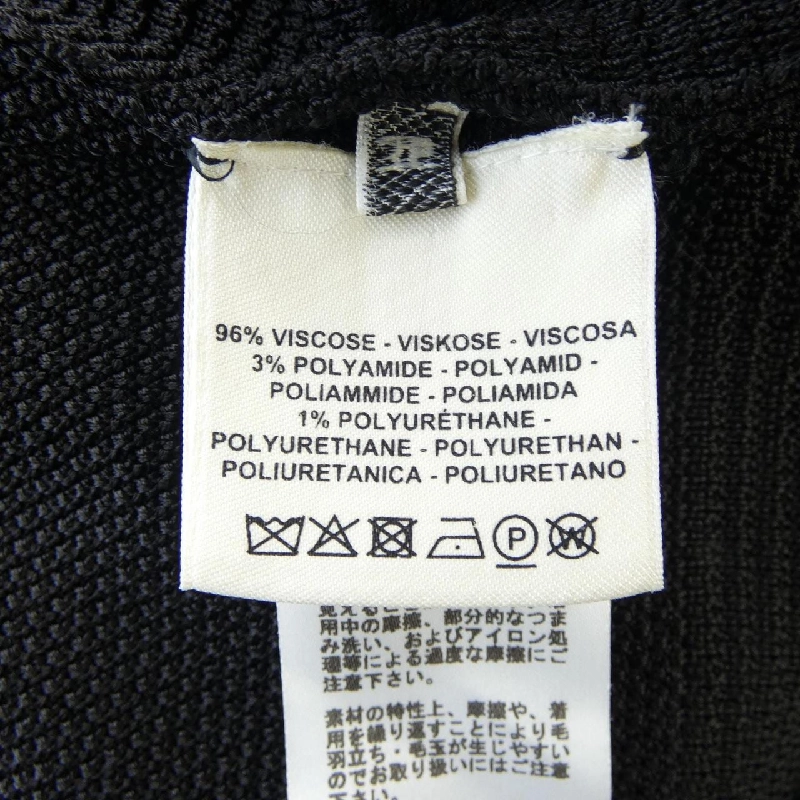 96% VISCOSE - VISKOSE - VISCOSA
3% POLYAMIDE - POLYAMID -
POLIAMMIDE - POLIAMIDA
1% POLYURÉTHANE -
POLYURETHANE - POLYURETHAN -
POLIURETANICA - POLIURETANO
P W
用中の摩擦、部分的なつま
み洗い、およびアイロン処
理等による過度な摩擦にご
注意下さい。
素材の特性上、摩擦や、着
用を繰り返すことにより毛
羽立ち・毛玉が生じやすい
のでお取り扱いにはご注意
下さい。